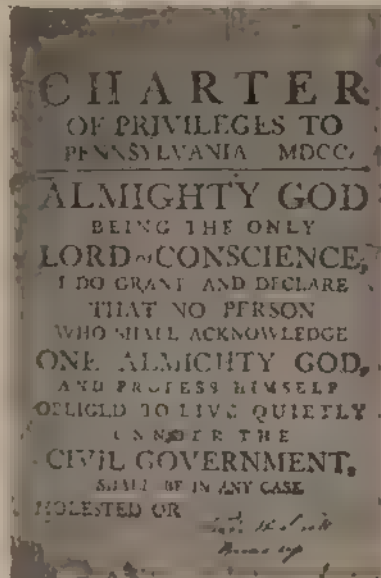 CHARTER
OF PRIVILEGES TO
PENNSYLVANIA MDCC
ALMIGHTY GOD
BEING THE ONLY
LORD of CONSCIENCE,
I DO GRANT AND DECLARE
THAT NO PERSON
WHO SHALL ACKNOWLEDGE
ONE ALMIGHTY GOD,
AND PROFESS HIMSELF
OBLIGED TO LIVE QUIETLY
UNDER THE
CIVIL GOVERNMENT,
SHALL BE IN ANY CASE
MOLESTED OR